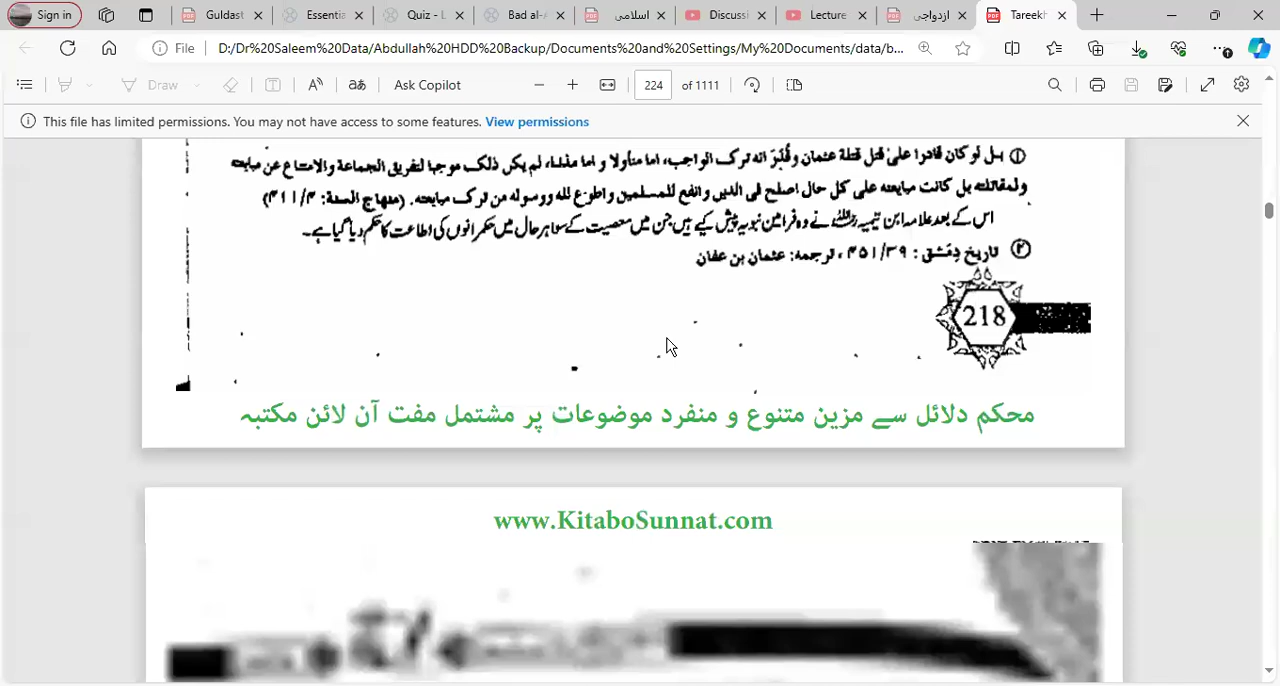 Sign in
Guldast
Essentia
Quiz - L
Bad al-A
اسلامی
Discussi
Lecture
ازدواجی
Tareekh
File
D:/Dr%20Saleem%20Data/Abdullah%20HDD%20Backup/Documents%20and%20Settings/My%20Documents/data/b...
Draw
Ask Copilot
224
of 1111
This file has limited permissions. You may not have access to some features. View permissions
① بل لو كان قادرا على قتل قتلة عثمان وقُدّر انه ترك الواجب، اما متأولا و اما مذنبا، لم يكن ذلك موجبا لتفريق الجماعة والامتناع عن مبايعته
ولمقاتلته بل كانت مبايعته على كل حال اصلح فى الدين وانفع للمسلمين واطوع لله ورسوله من ترك مبايعته. (منهاج السنة: ۴۱۱/۴)
اس کے بعد علامہ ابن تیمیہ رحمہ اللہ نے وہ فرامین نبویہ پیش کیے ہیں جن میں معصیت کے سوا ہر حال میں حکمرانوں کی اطاعت کا حکم دیا گیا ہے۔
② تاريخ دِمَشق : ۴۵۱/۳۹ ، ترجمہ: عثمان بن عفان
218
محکم دلائل سے مزین متنوع و منفرد موضوعات پر مشتمل مفت آن لائن مکتبہ
www.KitaboSunnat.com